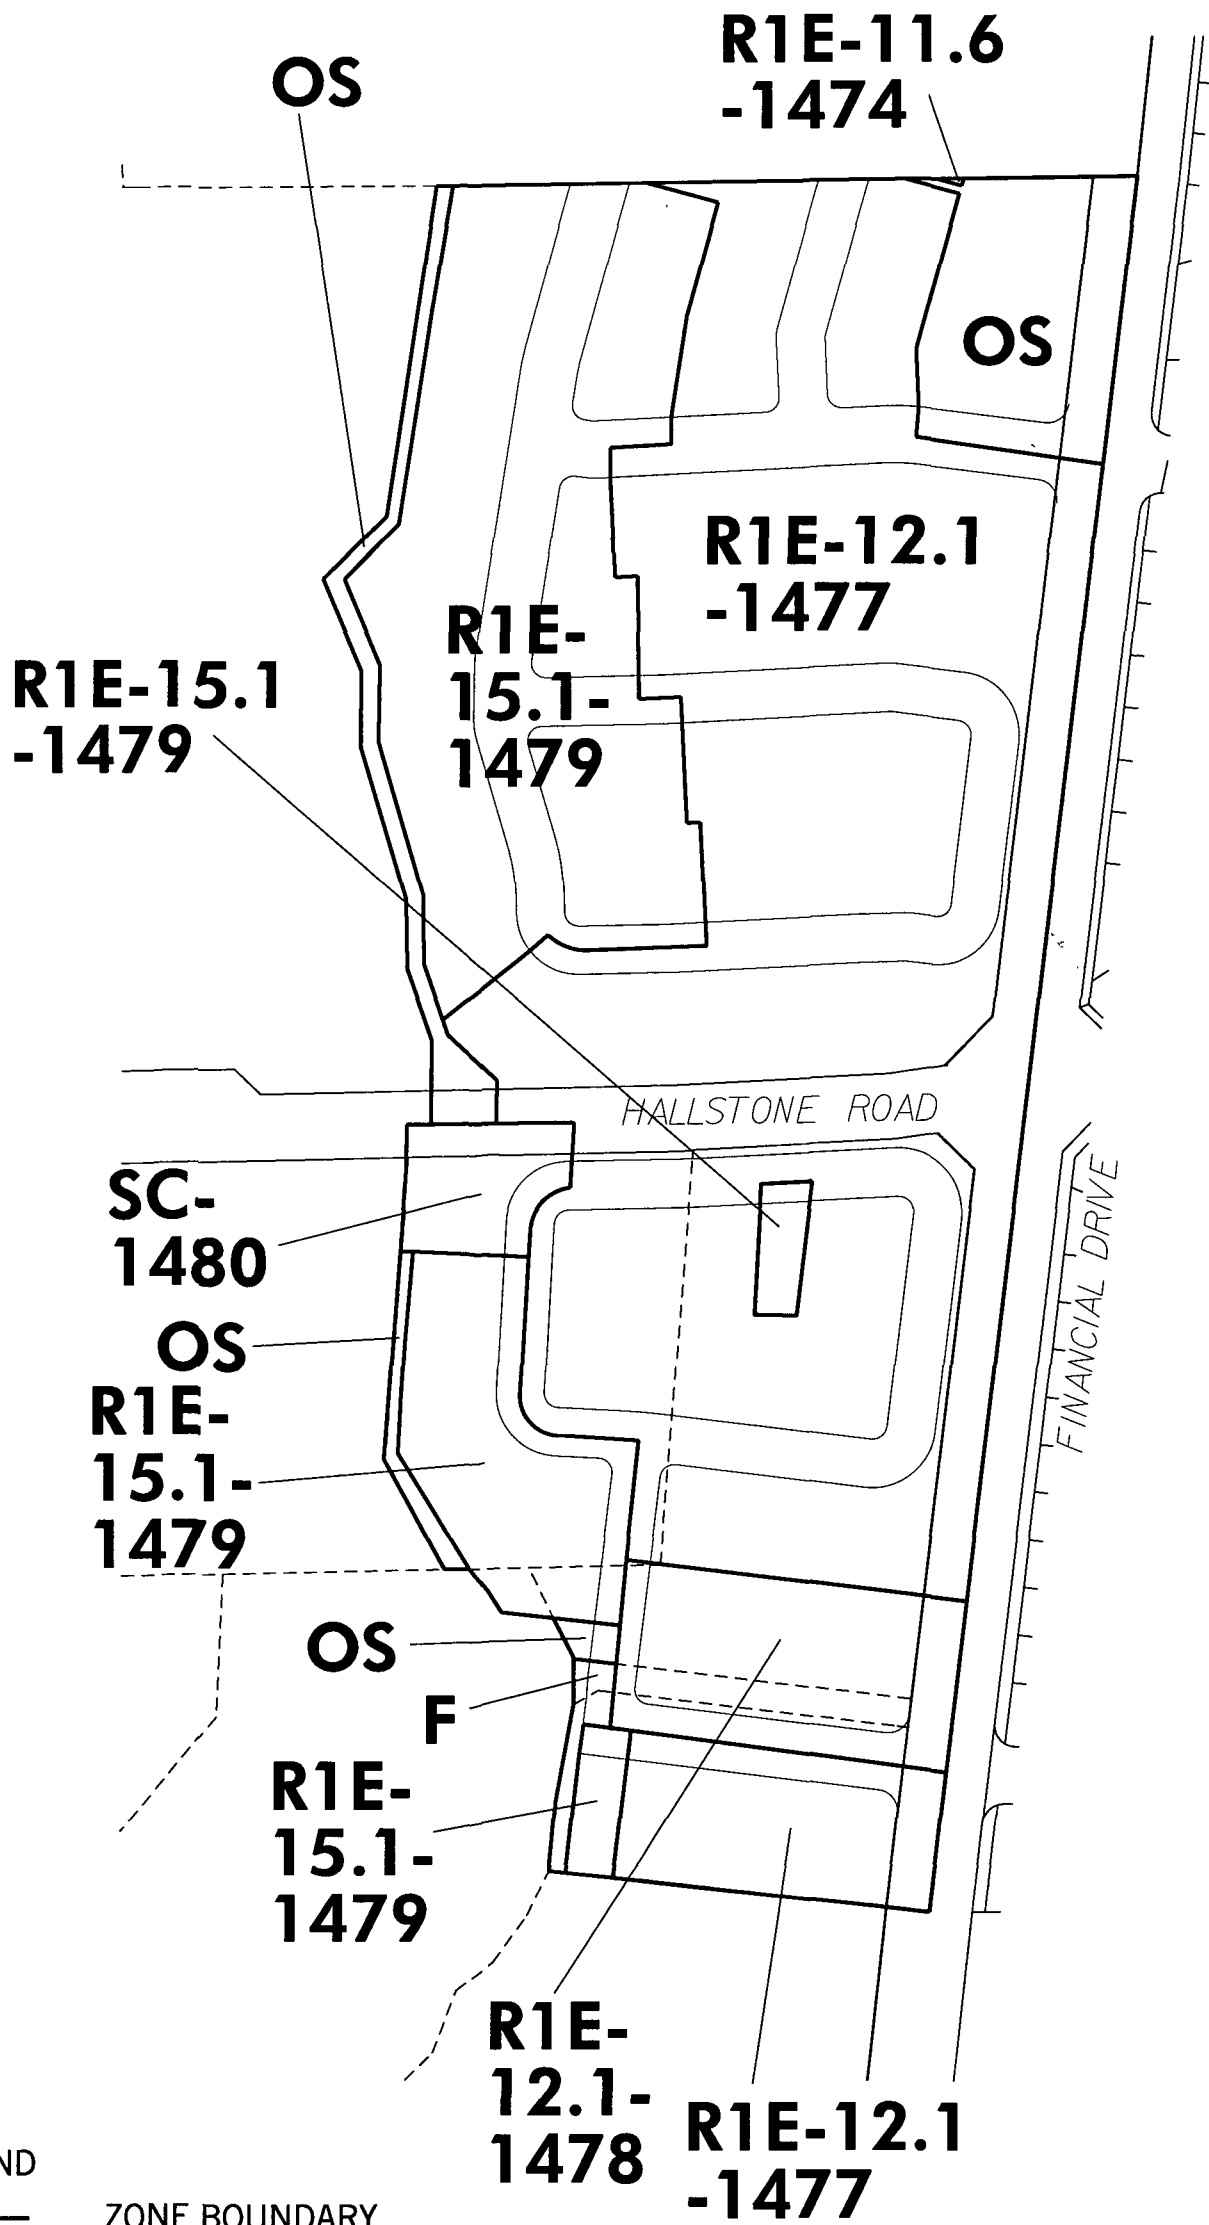 R1E-11.6
-1474
OS
OS
R1E-12.1
-1477
R1E-
15.1-
1479
R1E-15.1
-1479
HALLSTONE ROAD
FINANCIAL DRIVE
SC-
1480
OS
R1E-
15.1-
1479
OS
F
R1E-
15.1-
1479
R1E-
12.1-
1478
R1E-12.1
-1477
ND
ZONE BOUNDARY